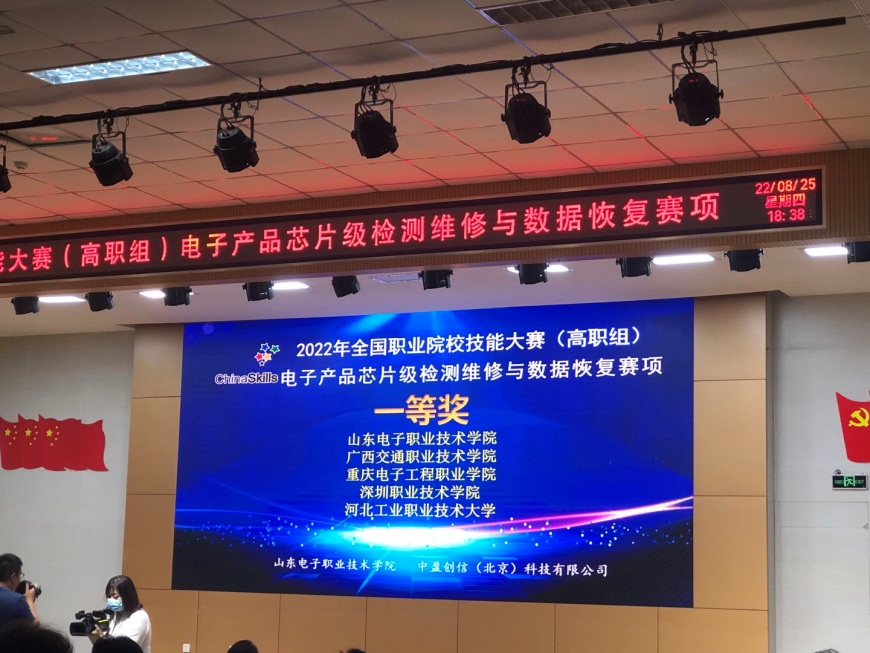 能大赛（高职组）电子产品芯片级检测维修与数据恢复赛项
22/08/25
星期四
18:38
2022年全国职业院校技能大赛（高职组）
ChinaSkills
电子产品芯片级检测维修与数据恢复赛项
一等奖
山东电子职业技术学院
广西交通职业技术学院
重庆电子工程职业学院
深圳职业技术学院
河北工业职业技术大学
山东电子职业技术学院 中盈创信（北京）科技有限公司